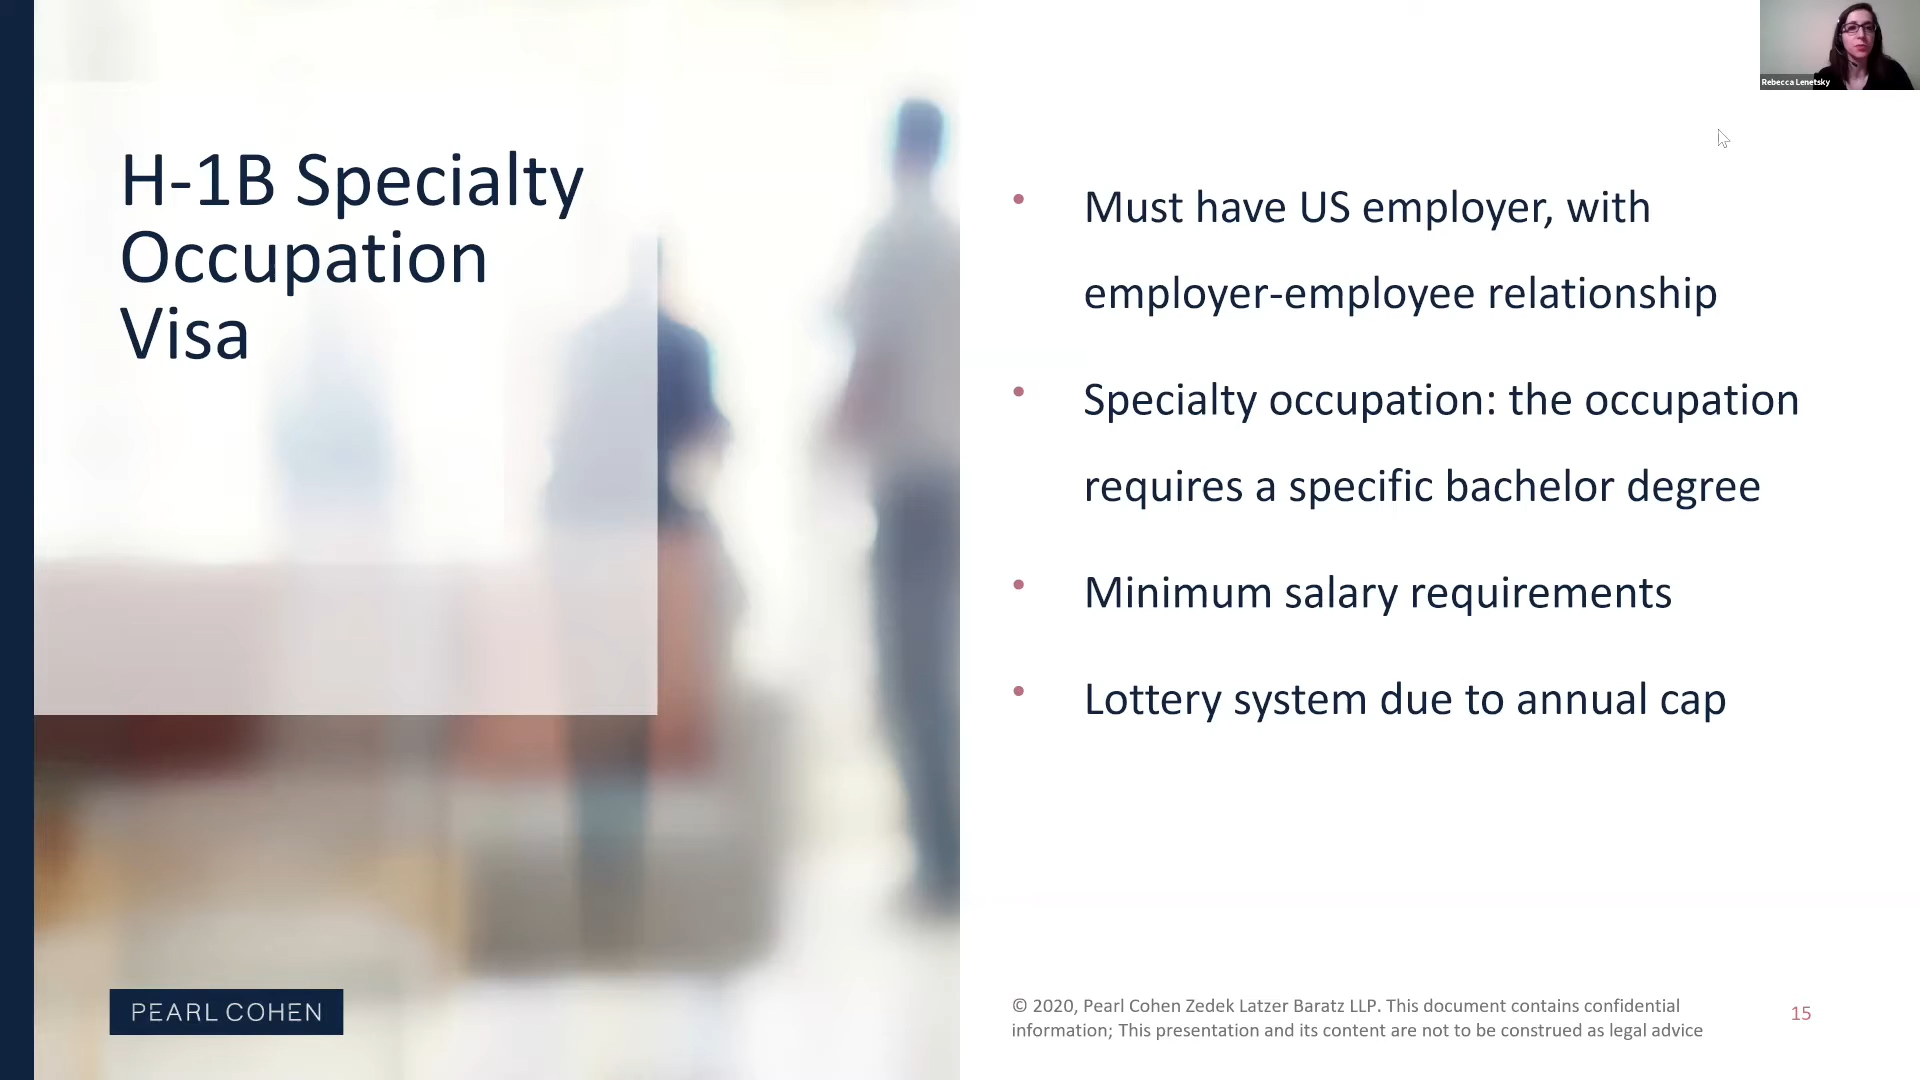 Rebecca Lenetsky
H-1B Specialty
Occupation
Visa
• Must have US employer, with
employer-employee relationship
• Specialty occupation: the occupation
requires a specific bachelor degree
• Minimum salary requirements
• Lottery system due to annual cap
PEARL COHEN
© 2020, Pearl Cohen Zedek Latzer Baratz LLP. This document contains confidential
information; This presentation and its content are not to be construed as legal advice
15